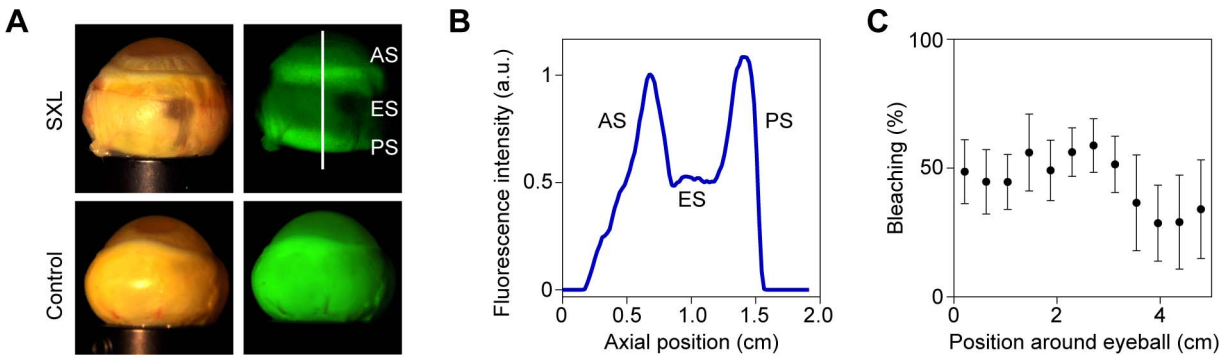 A
SXL
AS
ES
PS
Control
B
Fluorescence intensity (a.u.)
1
0.5
0
AS
ES
PS
0 0.5 1.0 1.5 2.0
Axial position (cm)
C
Bleaching (%)
100
50
0
0 2 4
Position around eyeball (cm)